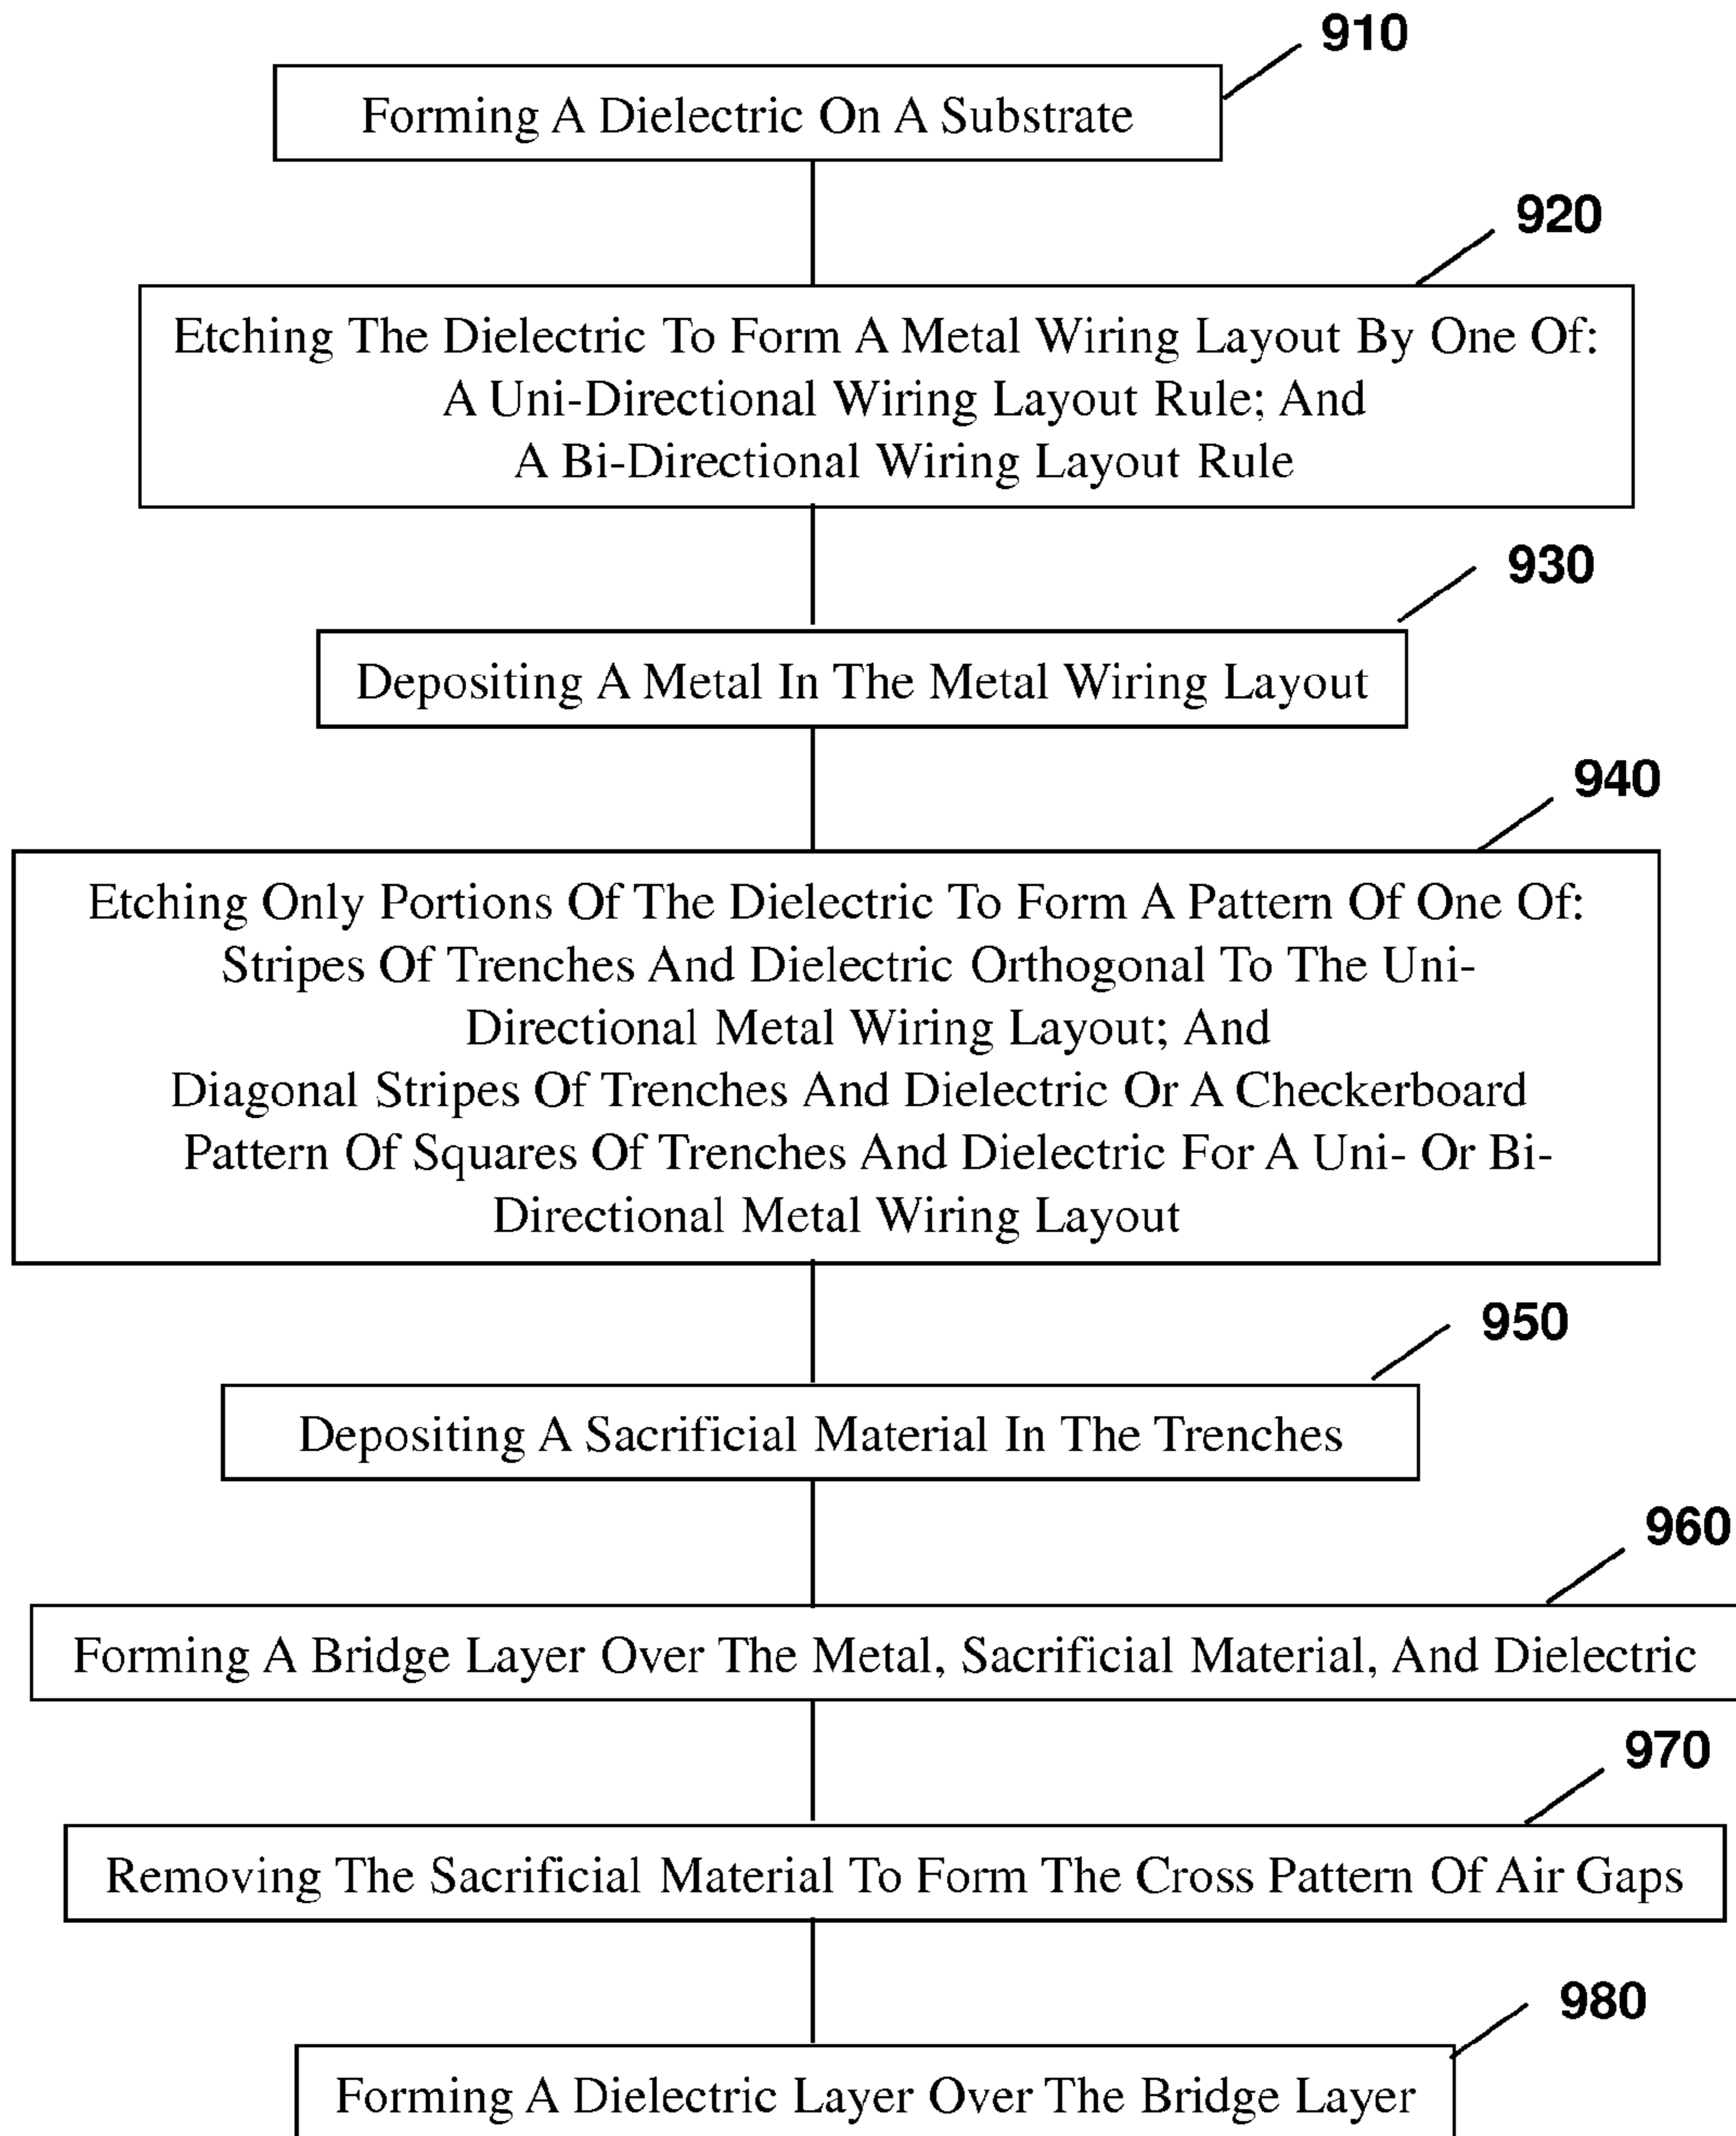 910
Forming A Dielectric On A Substrate
920
Etching The Dielectric To Form A Metal Wiring Layout By One Of:
A Uni-Directional Wiring Layout Rule; And
A Bi-Directional Wiring Layout Rule
930
Depositing A Metal In The Metal Wiring Layout
940
Etching Only Portions Of The Dielectric To Form A Pattern Of One Of:
Stripes Of Trenches And Dielectric Orthogonal To The Uni-
Directional Metal Wiring Layout; And
Diagonal Stripes Of Trenches And Dielectric Or A Checkerboard
Pattern Of Squares Of Trenches And Dielectric For A Uni- Or Bi-
Directional Metal Wiring Layout
950
Depositing A Sacrificial Material In The Trenches
960
Forming A Bridge Layer Over The Metal, Sacrificial Material, And Dielectric
970
Removing The Sacrificial Material To Form The Cross Pattern Of Air Gaps
980
Forming A Dielectric Layer Over The Bridge Layer